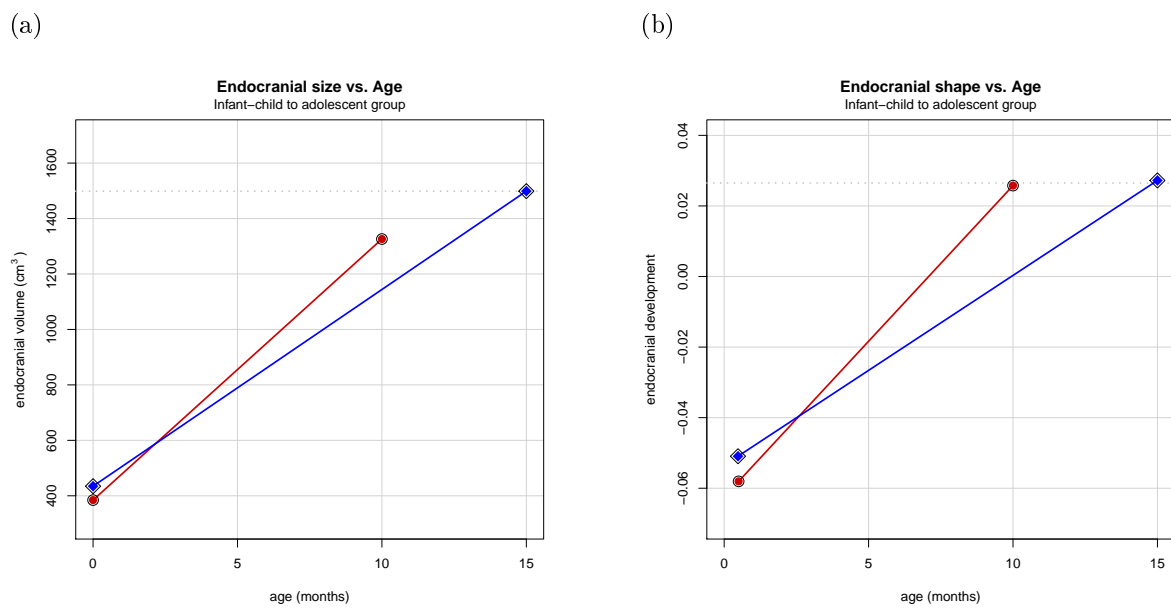 (a)
Endocranial size vs. Age
Infant−child to adolescent group
endocranial volume (cm³)
1600
1400
1200
1000
800
600
400
0 5 10 15
age (months)
(b)
Endocranial shape vs. Age
Infant−child to adolescent group
endocranial development
0.04
0.02
0.00
−0.02
−0.04
−0.06
0 5 10 15
age (months)